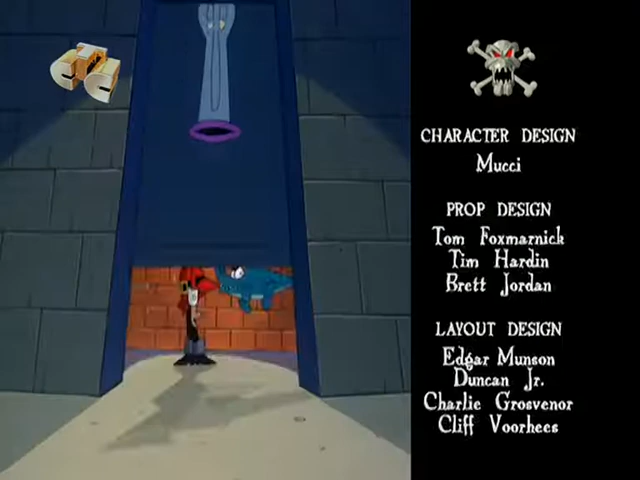 СТС
CHARACTER DESIGN
Mucci
PROP DESIGN
Tom Foxmarnick
Tim Hardin
Brett Jordan
LAYOUT DESIGN
Edgar Munson
Duncan Jr.
Charlie Grosvenor
Cliff Voorhees